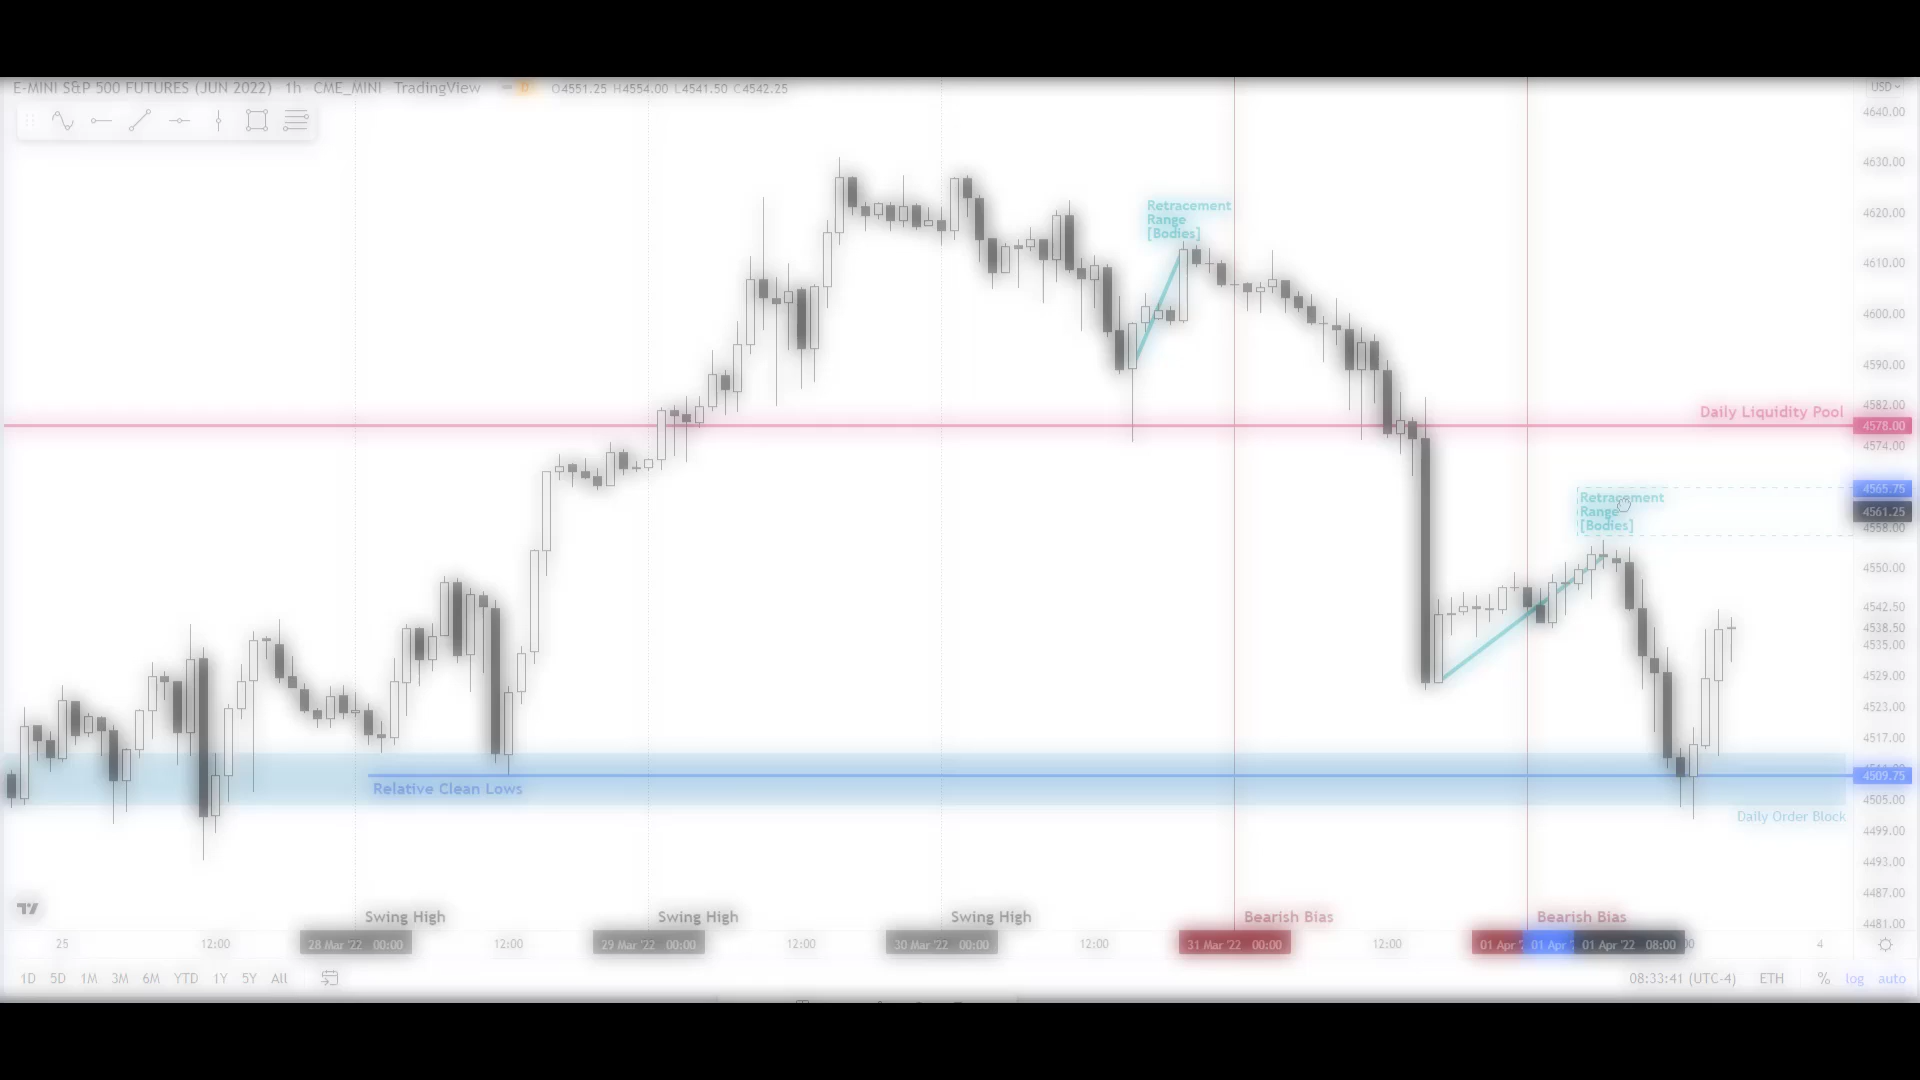 E-MINI S&P 500 FUTURES (JUN 2022) 1h CME_MINI TradingView D O4551.25 H4554.00 L4541.50 C4542.25
USD
4640.00
4630.00
4620.00
4610.00
4600.00
4590.00
4582.00
4578.00
4574.00
4565.75
4561.25
4558.00
4550.00
4542.50
4538.50
4535.00
4529.00
4523.00
4517.00
4509.75
4505.00
4499.00
4493.00
4487.00
4481.00
Retracement
Range
[Bodies]
Daily Liquidity Pool
Retracement
Range
[Bodies]
Relative Clean Lows
Daily Order Block
Swing High
Swing High
Swing High
Bearish Bias
Bearish Bias
25 12:00 28 Mar '22 00:00 12:00 29 Mar '22 00:00 12:00 30 Mar '22 00:00 12:00 31 Mar '22 00:00 12:00 01 Apr 01 Apr 01 Apr '22 08:00 4
1D 5D 1M 3M 6M YTD 1Y 5Y All 08:33:41 (UTC-4) ETH % log auto